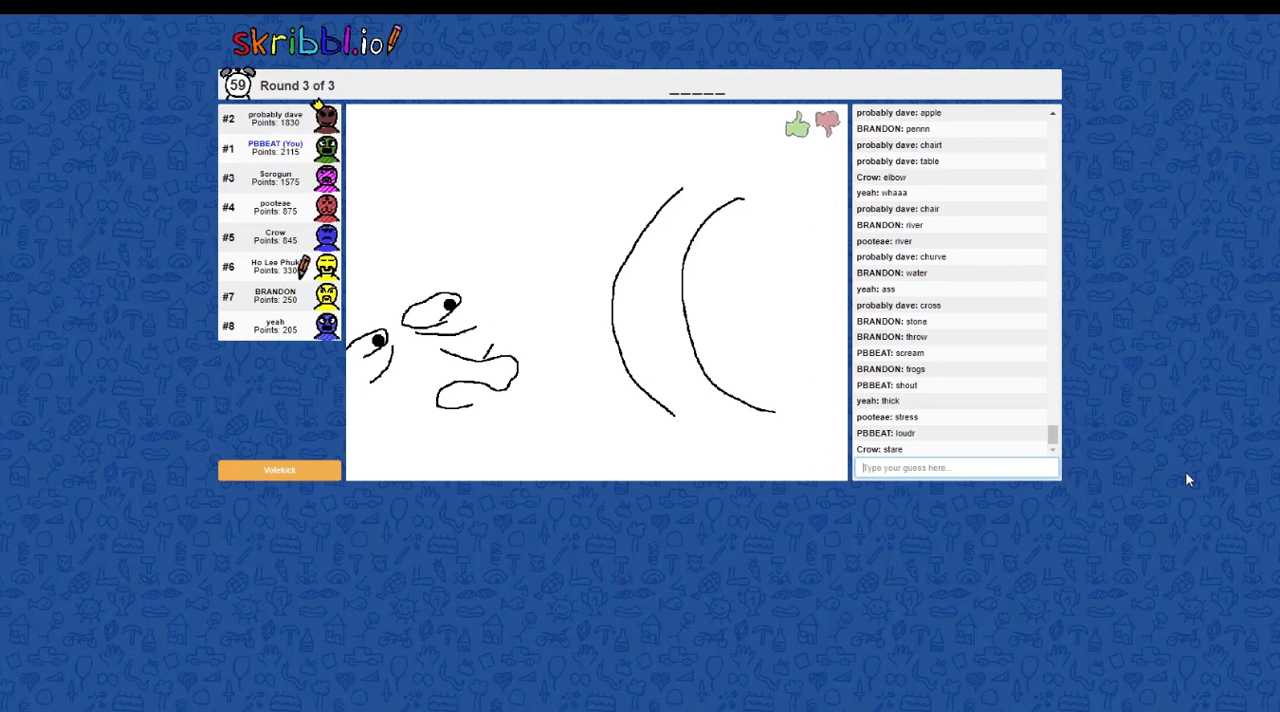 skribbl.io
59
Round 3 of 3
_ _ _ _ _
#2
probably dave
Points: 1830
#1
PBBEAT (You)
Points: 2115
#3
Scrogun
Points: 1575
#4
pooteae
Points: 875
#5
Crow
Points: 845
#6
Ho Lee Phuk
Points: 330
#7
BRANDON
Points: 250
#8
yeah
Points: 205
Votekick
probably dave: apple
BRANDON: pennn
probably dave: chairt
probably dave: table
Crow: elbow
yeah: whaaa
probably dave: chair
BRANDON: river
pooteae: river
probably dave: churve
BRANDON: water
yeah: ass
probably dave: cross
BRANDON: stone
BRANDON: throw
PBBEAT: scream
BRANDON: frogs
PBBEAT: shout
yeah: thick
pooteae: stress
PBBEAT: loudr
Crow: stare
Type your guess here...